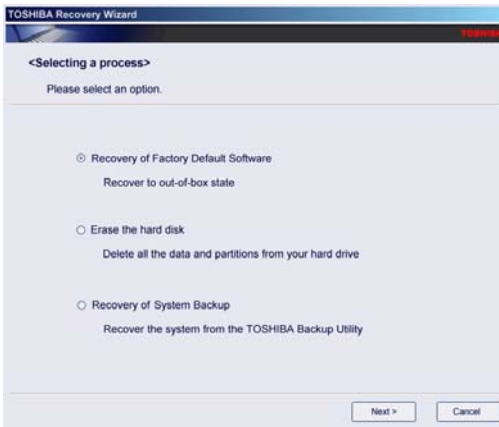 TOSHIBA Recovery Wizard
TOSHIBA
<Selecting a process>
Please select an option.
Recovery of Factory Default Software
Recover to out-of-box state
Erase the hard disk
Delete all the data and partitions from your hard drive
Recovery of System Backup
Recover the system from the TOSHIBA Backup Utility
Next >
Cancel